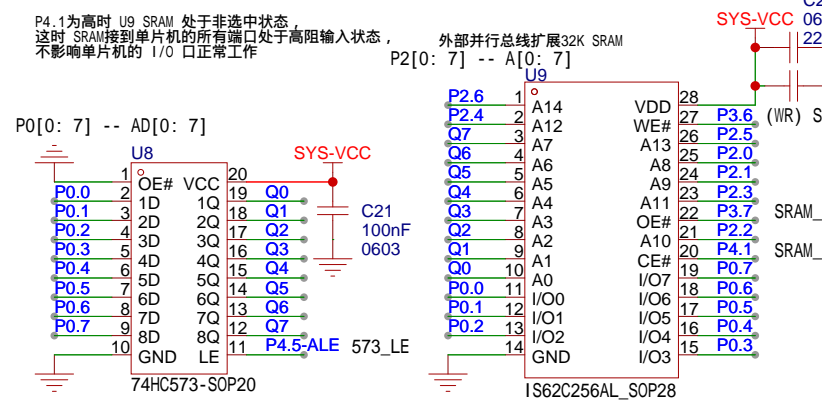 P4.1为高时 U9 SRAM 处于非选中状态,
这时 SRAM接到单片机的所有端口处于高阻输入状态,
不影响单片机的 I/O 口正常工作
外部并行总线扩展32K SRAM
P2[0: 7] -- A[0: 7]
P0[0: 7] -- AD[0: 7]
SYS-VCC
06
22
U8
SYS-VCC
1 OE# VCC 20
P0.0 2 1D 1Q 19 Q0
P0.1 3 2D 2Q 18 Q1
P0.2 4 3D 3Q 17 Q2
P0.3 5 4D 4Q 16 Q3
P0.4 6 5D 5Q 15 Q4
P0.5 7 6D 6Q 14 Q5
P0.6 8 7D 7Q 13 Q6
P0.7 9 8D 8Q 12 Q7
10 GND LE 11 P4.5-ALE 573_LE
74HC573-SOP20
C21
100nF
0603
U9
P2.6 1 A14 VDD 28
P2.4 2 A12 WE# 27 P3.6 (WR) S
Q7 3 A7 A13 26 P2.5
Q6 4 A6 A8 25 P2.0
Q5 5 A5 A9 24 P2.1
Q4 6 A4 A11 23 P2.3
Q3 7 A3 OE# 22 P3.7 SRAM_
Q2 8 A2 A10 21 P2.2
Q1 9 A1 CE# 20 P4.1 SRAM_
Q0 10 A0 I/O7 19 P0.7
P0.0 11 I/O0 I/O6 18 P0.6
P0.1 12 I/O1 I/O5 17 P0.5
P0.2 13 I/O2 I/O4 16 P0.4
14 GND I/O3 15 P0.3
IS62C256AL_SOP28